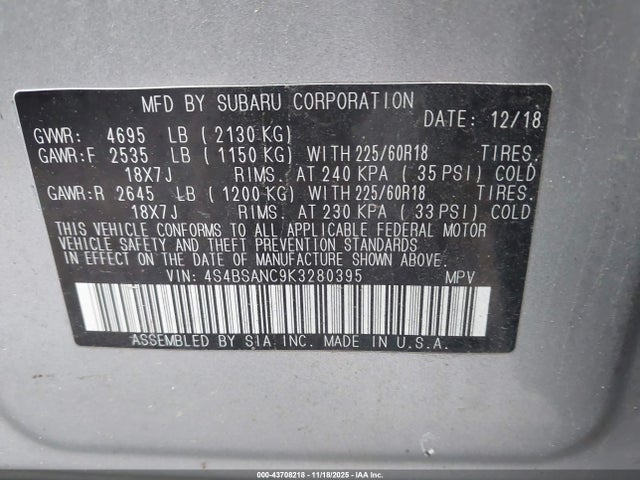 MFD BY SUBARU CORPORATION
DATE: 12/18
GVWR: 4695 LB ( 2130 KG)
GAWR:F 2535 LB ( 1150 KG) WITH 225/60R18 TIRES.
18X7J RIMS. AT 240 KPA ( 35 PSI) COLD
GAWR:R 2645 LB ( 1200 KG) WITH 225/60R18 TIRES.
18X7J RIMS. AT 230 KPA ( 33 PSI) COLD
THIS VEHICLE CONFORMS TO ALL APPLICABLE FEDERAL MOTOR
VEHICLE SAFETY AND THEFT PREVENTION STANDARDS
IN EFFECT ON THE DATE OF MANUFACTURE SHOWN ABOVE.
VIN: 4S4BSANC9K3280395 MPV
ASSEMBLED BY SIA INC. MADE IN U.S.A.
000-43708218 - 11/18/2025 - IAA Inc.